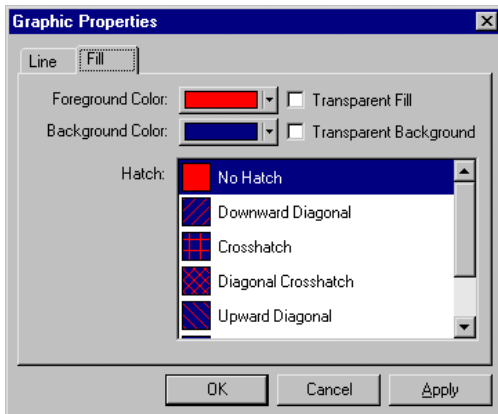 Graphic Properties
Line Fill
Foreground Color: Transparent Fill
Background Color: Transparent Background
Hatch: No Hatch
Downward Diagonal
Crosshatch
Diagonal Crosshatch
Upward Diagonal
OK Cancel Apply